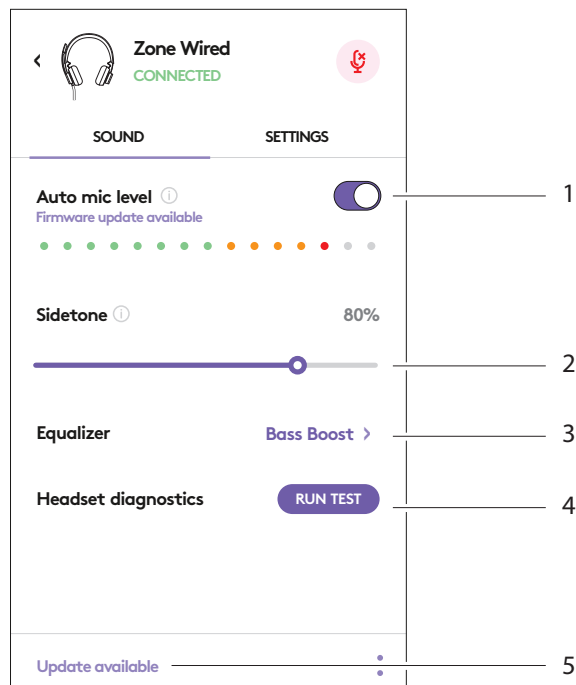 Zone Wired
CONNECTED
SOUND SETTINGS
Auto mic level
1
Firmware update available
Sidetone 80%
2
Equalizer Bass Boost
3
Headset diagnostics RUN TEST
4
Update available
5